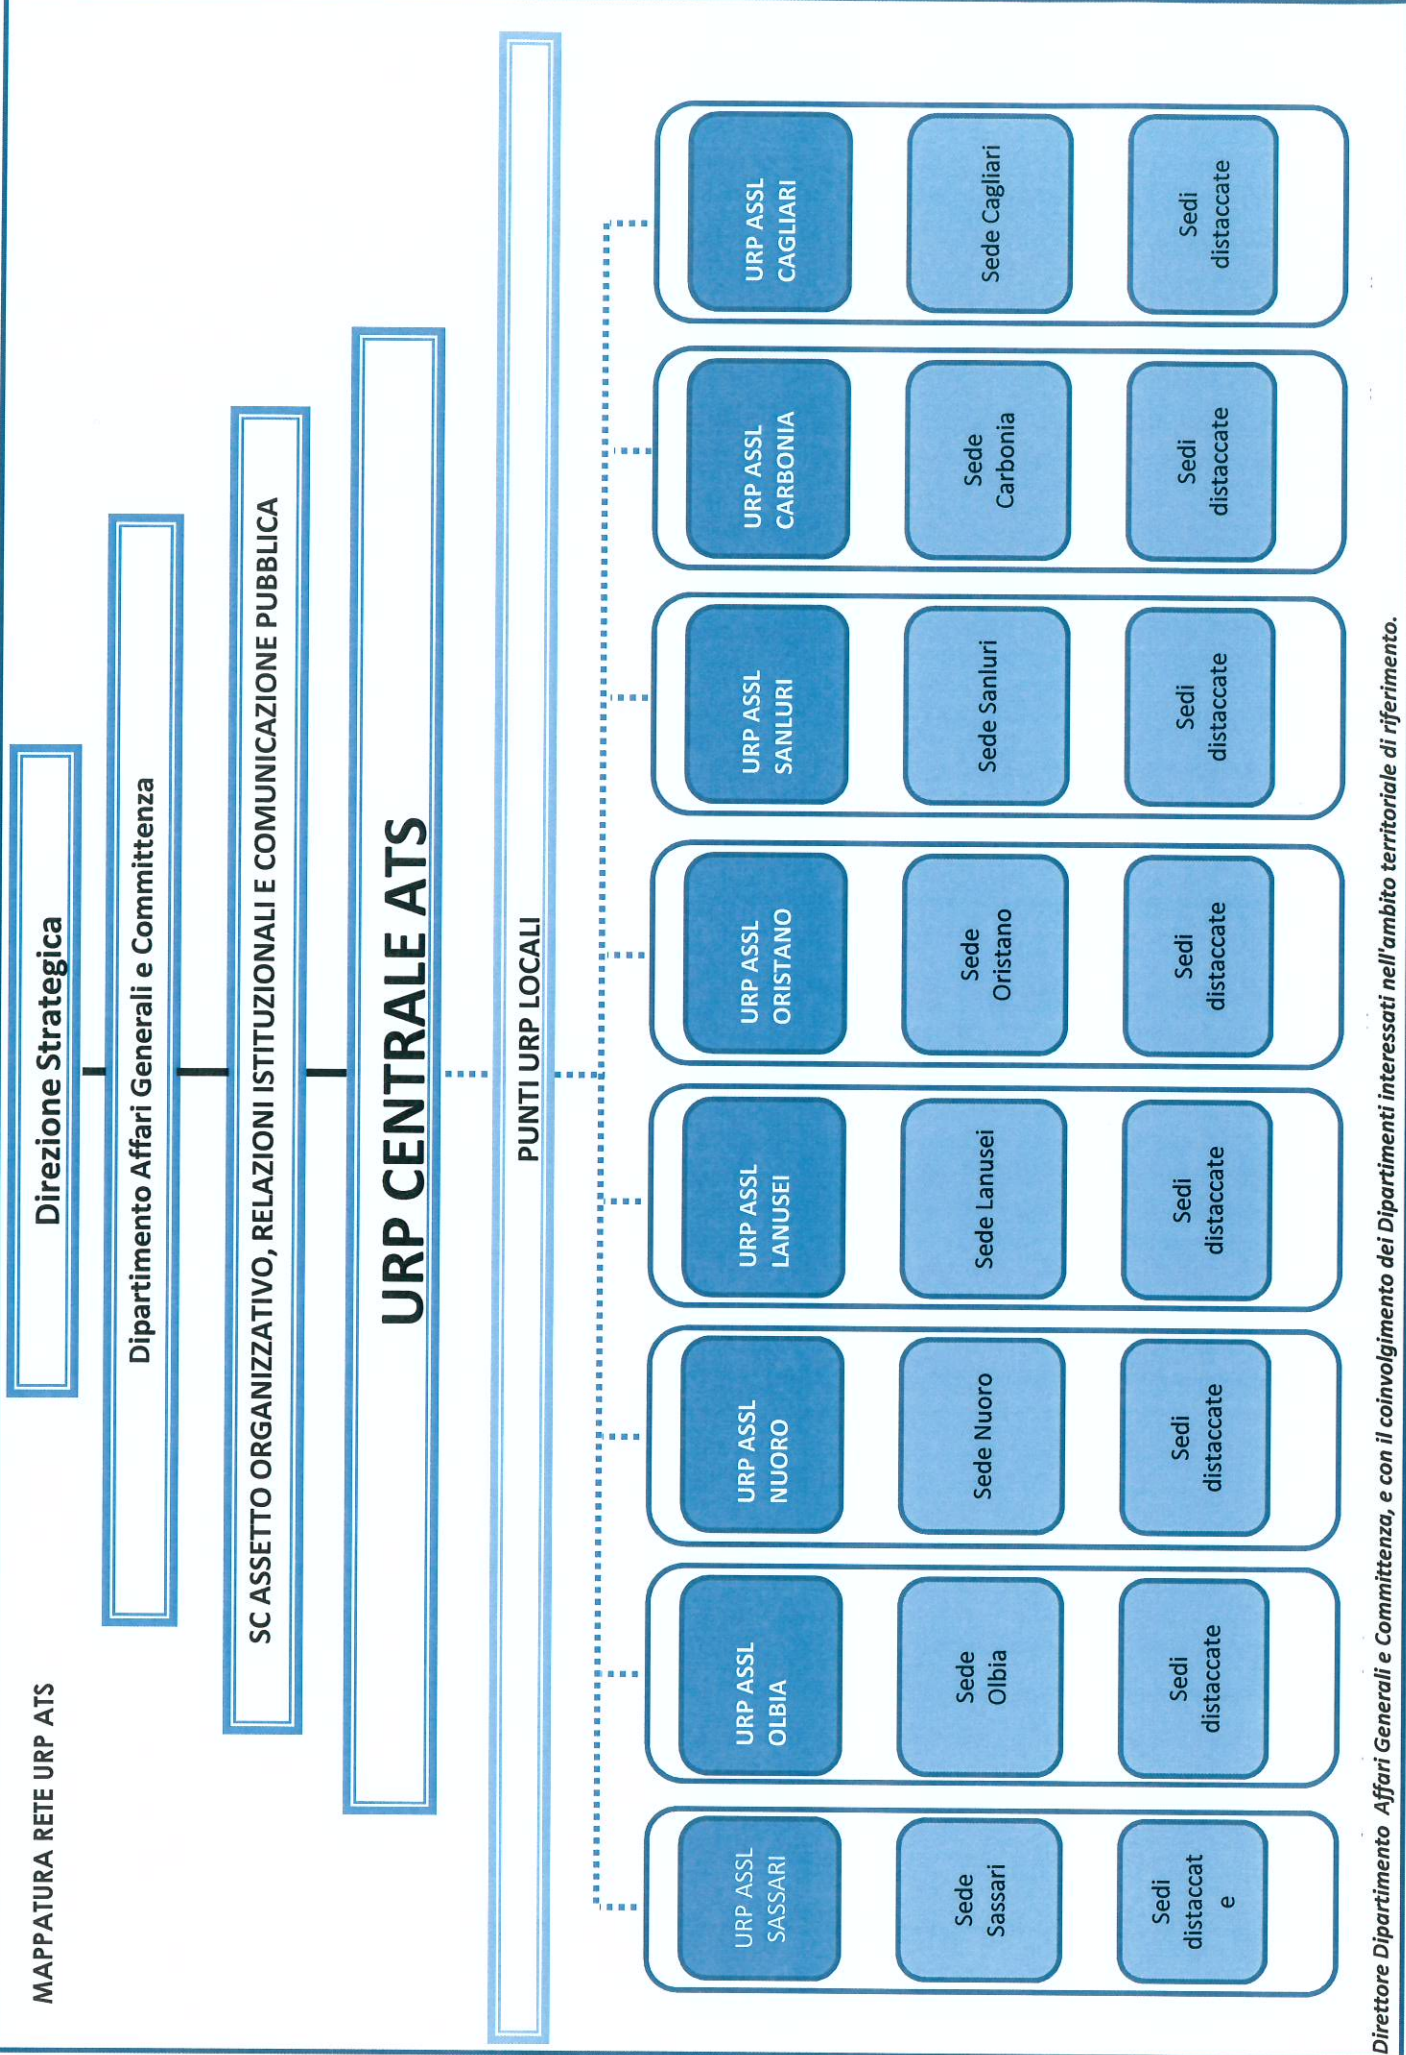 MAPPATURA RETE URP ATS
Direzione Strategica
Dipartimento Affari Generali e Committenza
SC ASSETTO ORGANIZZATIVO, RELAZIONI ISTITUZIONALI E COMUNICAZIONE PUBBLICA
URP CENTRALE ATS
PUNTI URP LOCALI
URP ASSL
SASSARI
Sede
Sassari
Sedi
distaccat
e
URP ASSL
OLBIA
Sede
Olbia
Sedi
distaccate
URP ASSL
NUORO
Sede Nuoro
Sedi
distaccate
URP ASSL
LANUSEI
Sede Lanusei
Sedi
distaccate
URP ASSL
ORISTANO
Sede
Oristano
Sedi
distaccate
URP ASSL
SANLURI
Sede Sanluri
Sedi
distaccate
URP ASSL
CARBONIA
Sede
Carbonia
Sedi
distaccate
URP ASSL
CAGLIARI
Sede Cagliari
Sedi
distaccate
Direttore Dipartimento Affari Generali e Committenza, e con il coinvolgimento dei Dipartimenti interessati nell'ambito territoriale di riferimento.